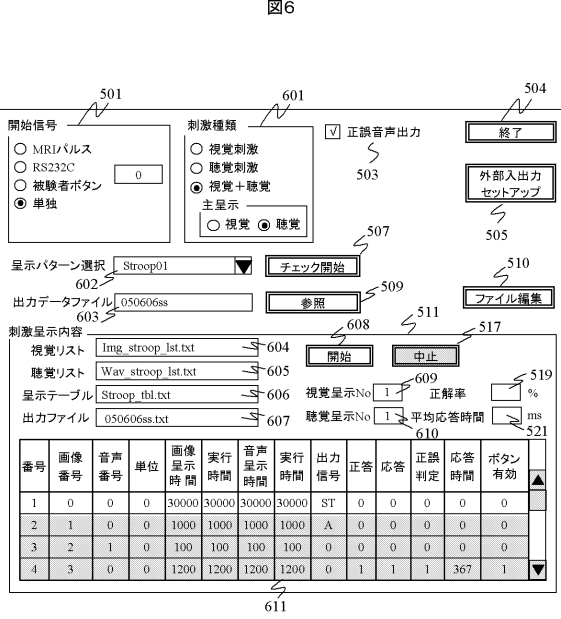 図６
501
601
504
開始信号
刺激種類
正誤音声出力
終了
MRIパルス
RS232C
被験者ボタン
単独
0
視覚刺激
聴覚刺激
視覚＋聴覚
主呈示
視覚
聴覚
503
外部入出力
セットアップ
505
507
呈示パターン選択
Stroop01
チェック開始
602
509
510
出力データファイル
050606ss
参照
ファイル編集
603
608
511
517
刺激呈示内容
視覚リスト
Img_stroop_lst.txt
604
開始
中止
聴覚リスト
Wav_stroop_lst.txt
605
609
519
呈示テーブル
Stroop_tbl.txt
606
視覚呈示No
1
正解率
%
出力ファイル
050606ss.txt
607
聴覚呈示No
1
平均応答時間
ms
610
521
番号 画像番号 音声番号 単位 画像呈示時間 実行時間 音声呈示時間 実行時間 出力信号 正答 応答 正誤判定 応答時間 ボタン有効
1 0 0 0 30000 30000 30000 30000 ST 0 0 0 0 0
2 1 0 0 1000 1000 1000 1000 A 0 0 0 0 0
3 2 1 0 100 100 100 100 0 0 0 0 0 0
4 3 0 0 1200 1200 1200 1200 0 1 1 1 367 1
611